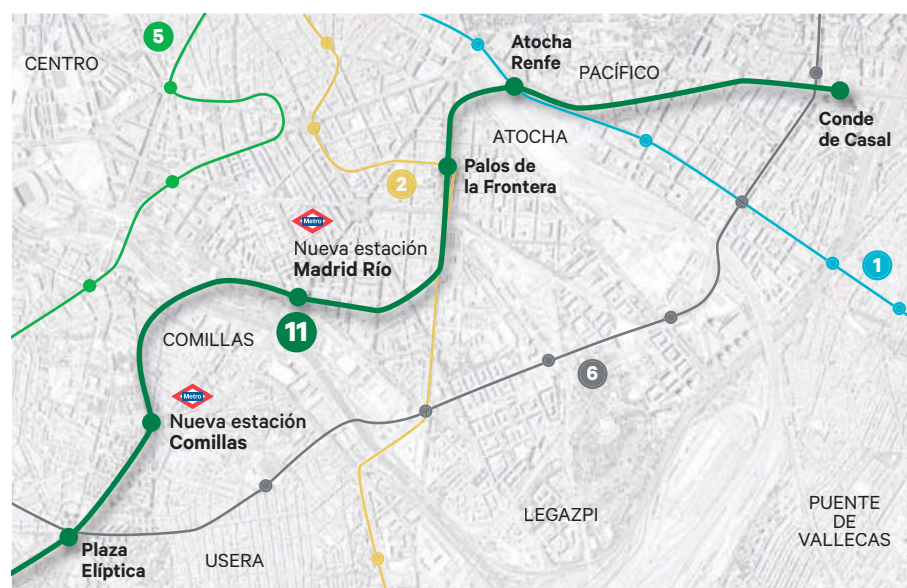 5
CENTRO
Atocha
Renfe
PACÍFICO
Conde
de Casal
ATOCHA
Palos de
la Frontera
2
Metro
Nueva estación
Madrid Río
1
11
COMILLAS
6
Metro
Nueva estación
Comillas
LEGAZPI
PUENTE
DE
VALLECAS
Plaza
Elíptica
USERA